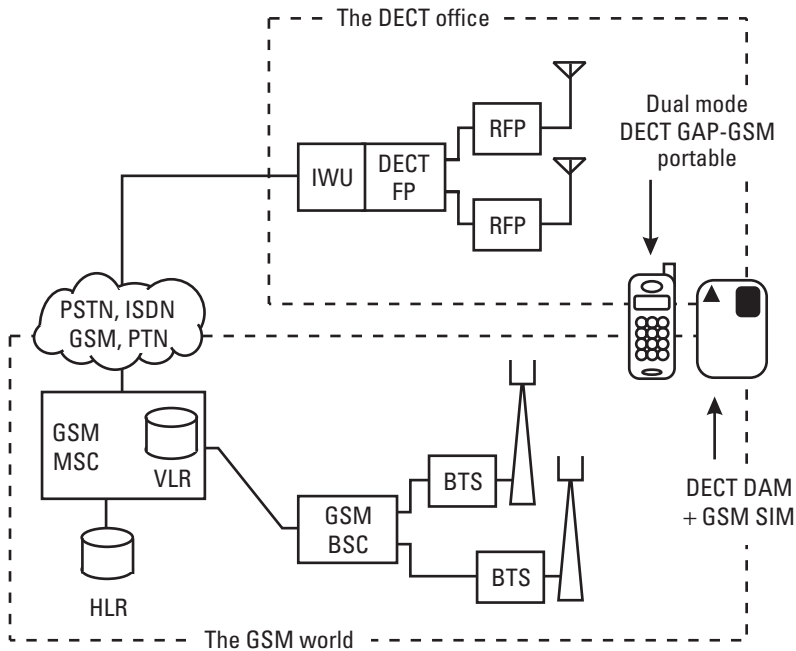 The DECT office
Dual mode
DECT GAP-GSM
portable
RFP
IWU
DECT
FP
RFP
PSTN, ISDN
GSM, PTN
GSM
MSC
VLR
HLR
GSM
BSC
BTS
BTS
DECT DAM
+ GSM SIM
The GSM world